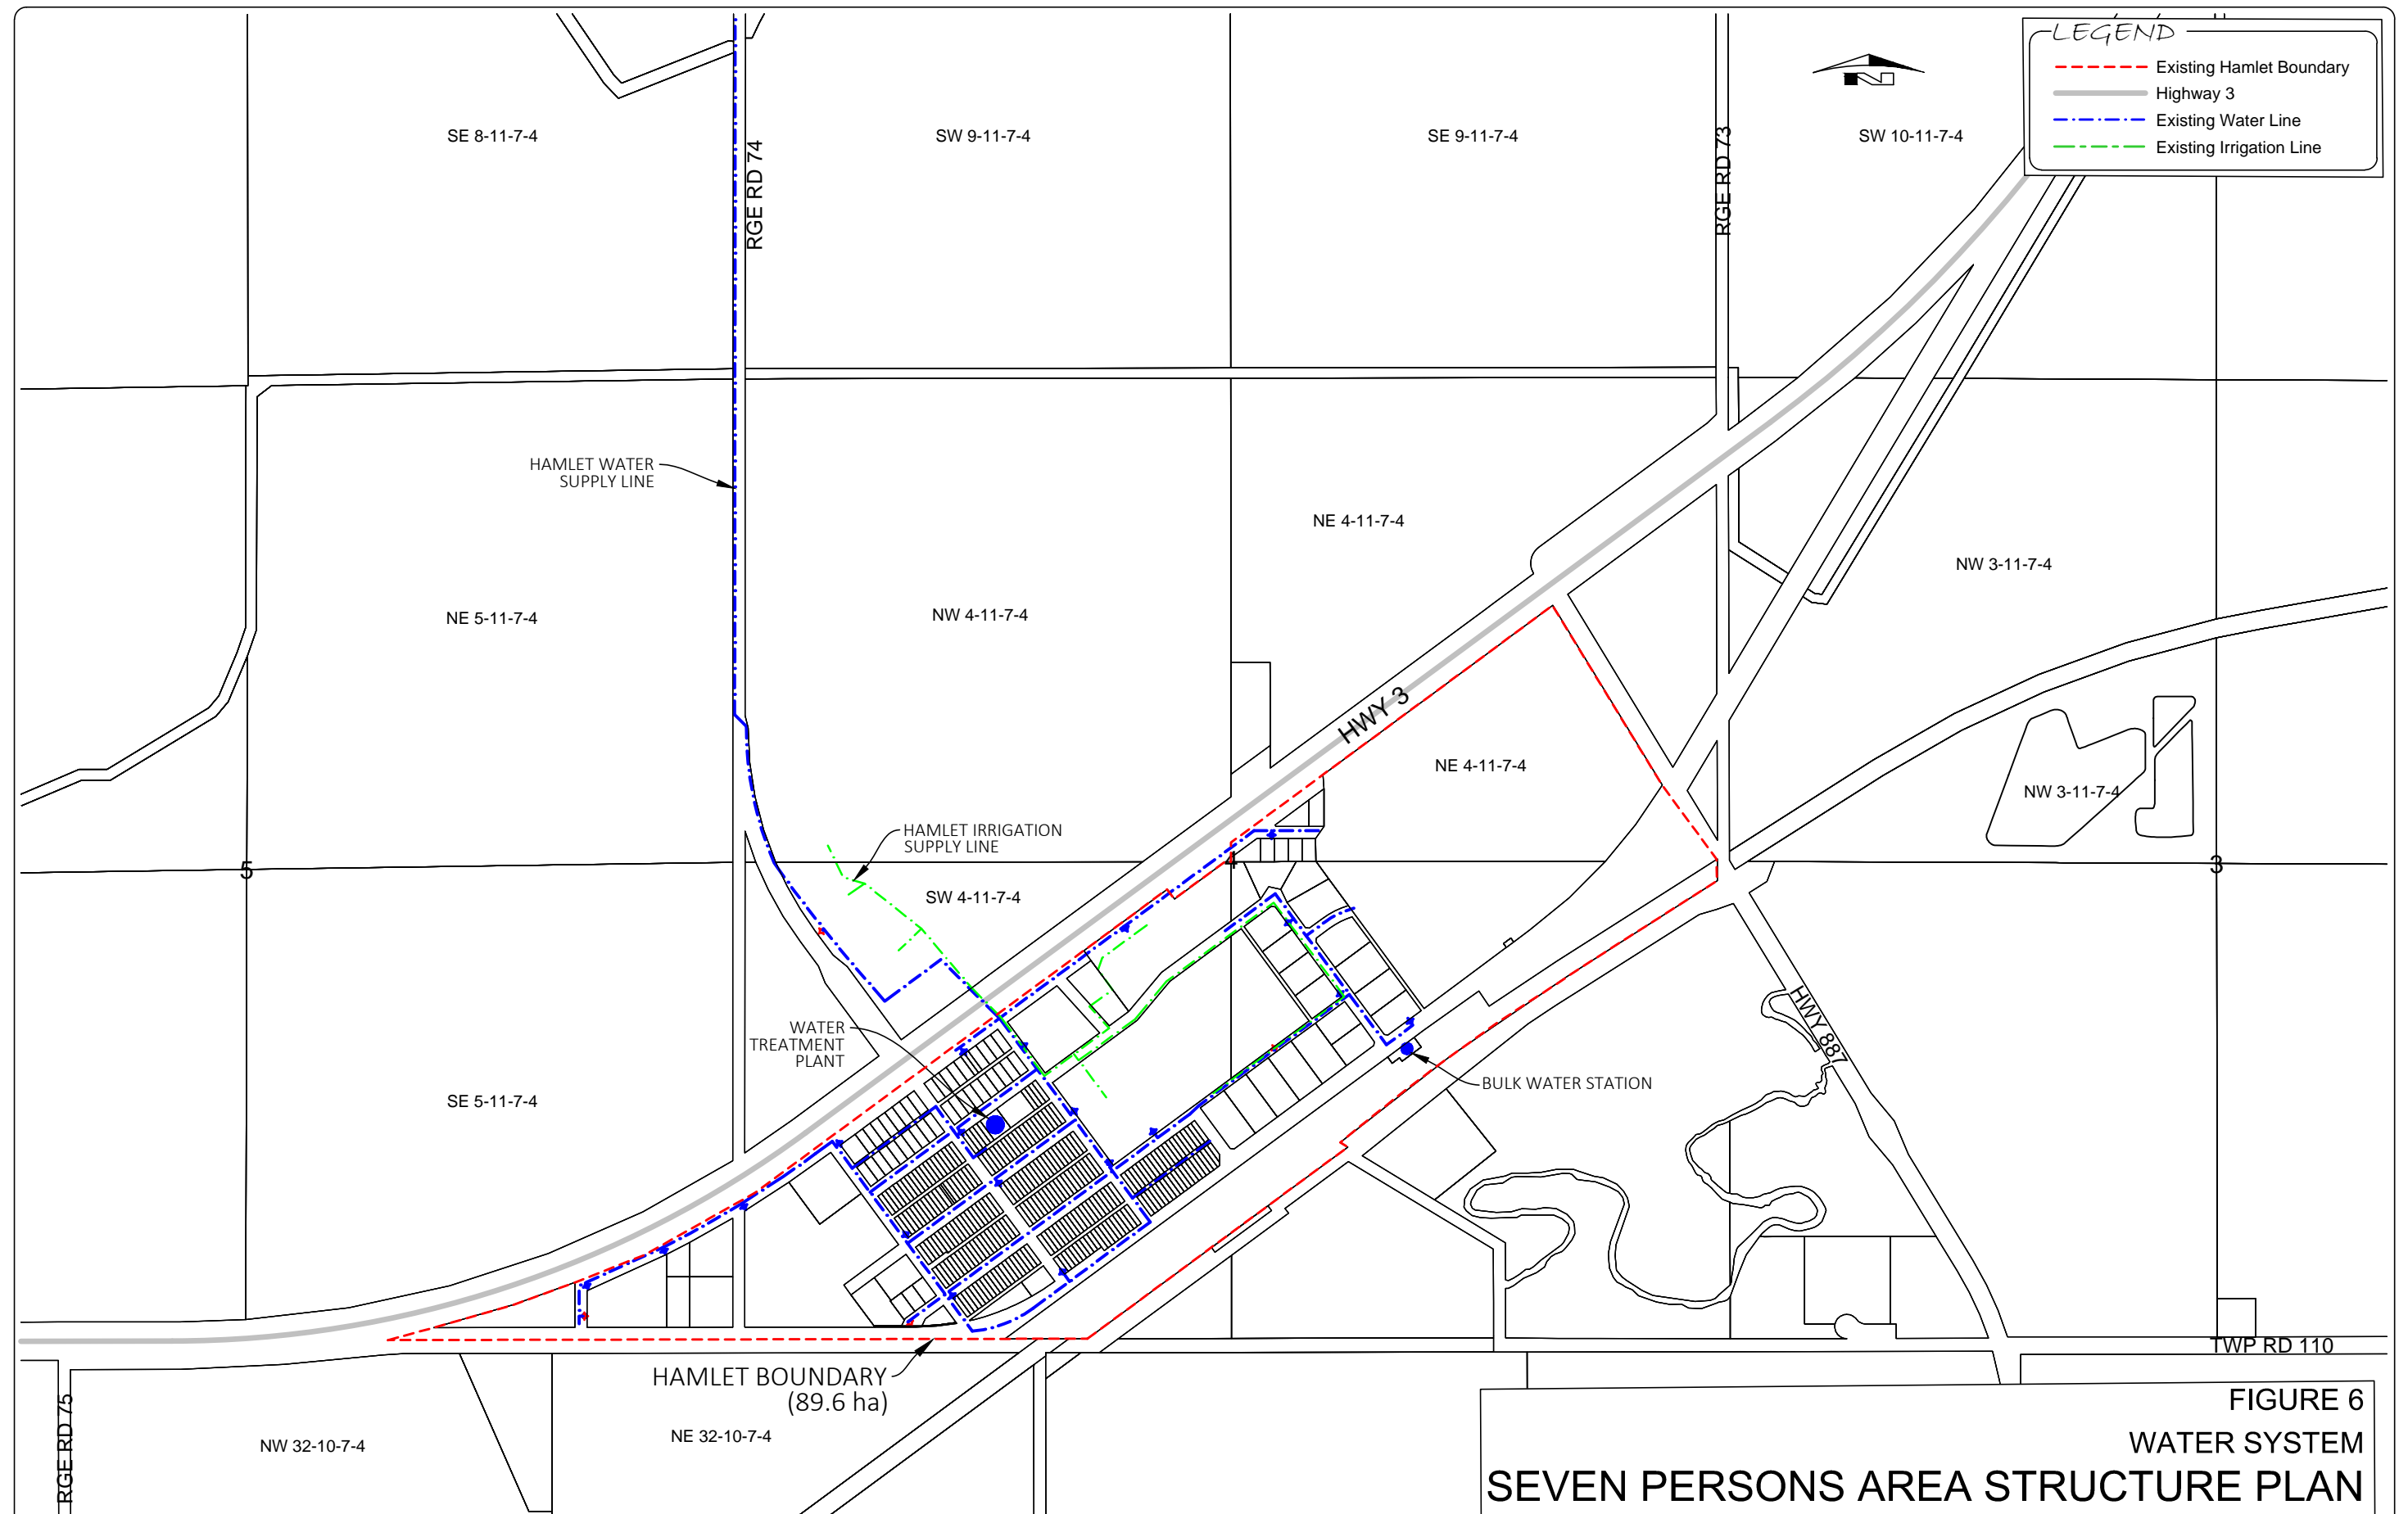 LEGEND
Existing Hamlet Boundary
Highway 3
Existing Water Line
Existing Irrigation Line
N
SE 8-11-7-4
RGE RD 74
SW 9-11-7-4
SE 9-11-7-4
RGE RD 73
SW 10-11-7-4
HAMLET WATER
SUPPLY LINE
NE 4-11-7-4
NW 3-11-7-4
NE 5-11-7-4
NW 4-11-7-4
HWY 3
NE 4-11-7-4
NW 3-11-7-4
HAMLET IRRIGATION
SUPPLY LINE
5
4
3
SW 4-11-7-4
WATER
TREATMENT
PLANT
HWY 887
BULK WATER STATION
SE 5-11-7-4
TWP RD 110
HAMLET BOUNDARY
(89.6 ha)
RGE RD 75
NW 32-10-7-4
NE 32-10-7-4
FIGURE 6
WATER SYSTEM
SEVEN PERSONS AREA STRUCTURE PLAN